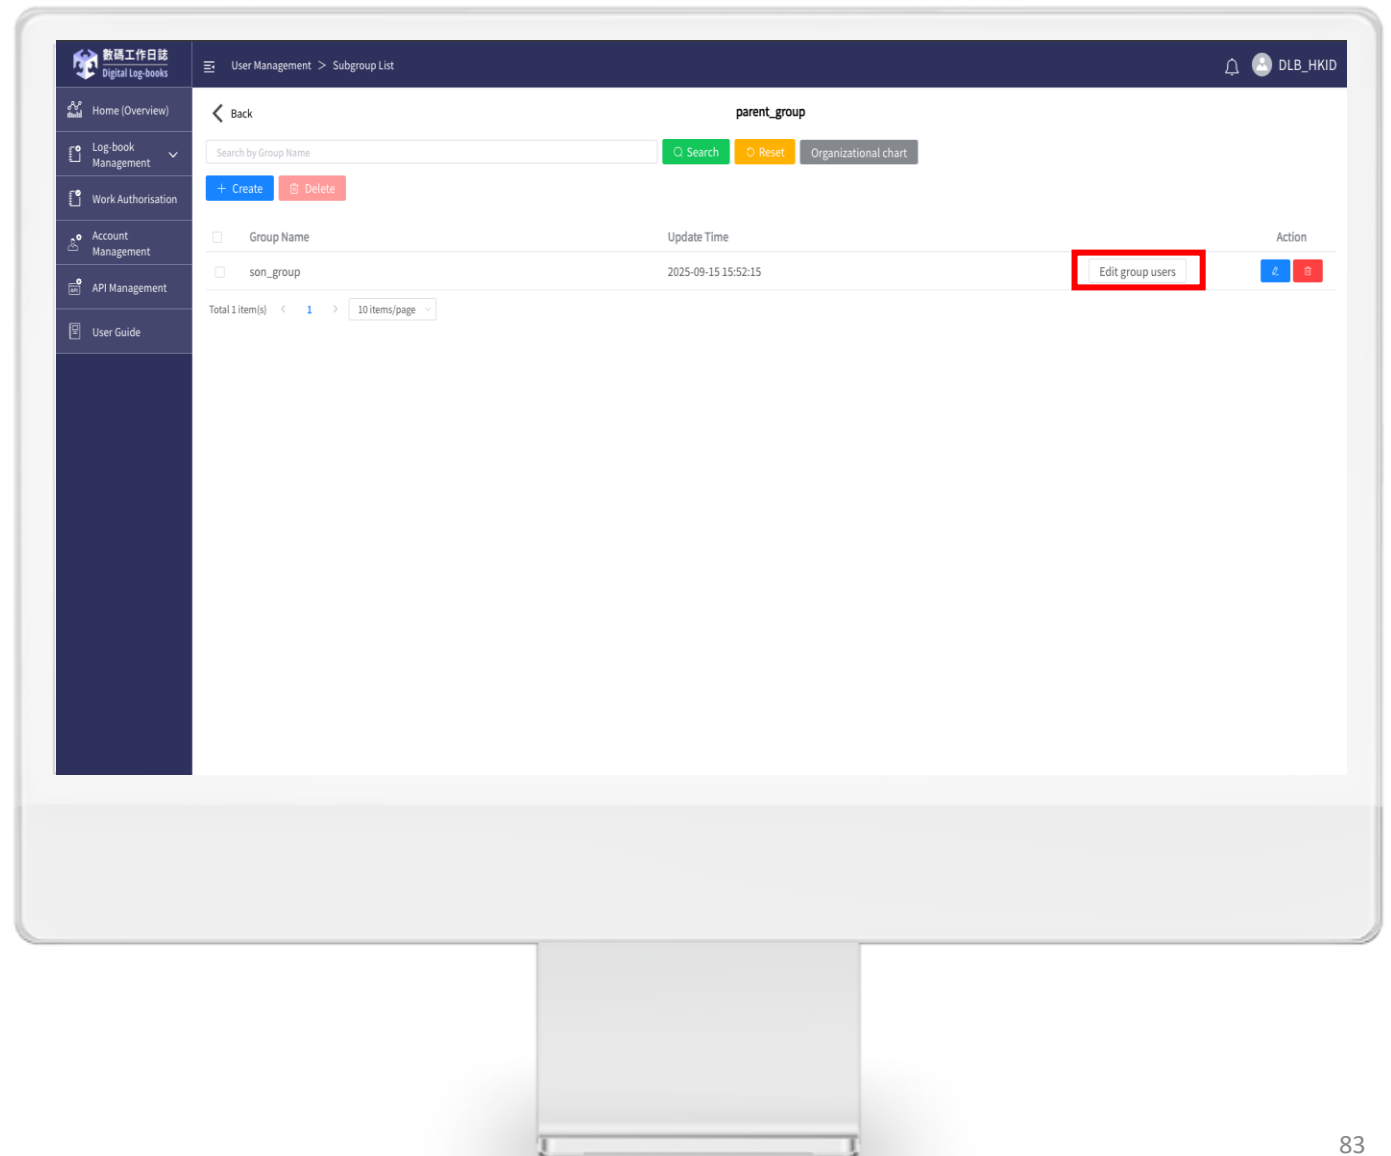 數碼工作日誌
Digital Log-books
User Management > Subgroup List
DLB_HKID
Home (Overview)
Log-book
Management
Work Authorisation
Account
Management
API Management
User Guide
Back
parent_group
Search by Group Name
Search
Reset
Organizational chart
+ Create
Delete
Group Name
Update Time
Action
son_group
2025-09-15 15:52:15
Edit group users
Total 1 item(s) < 1 > 10 items/page
83